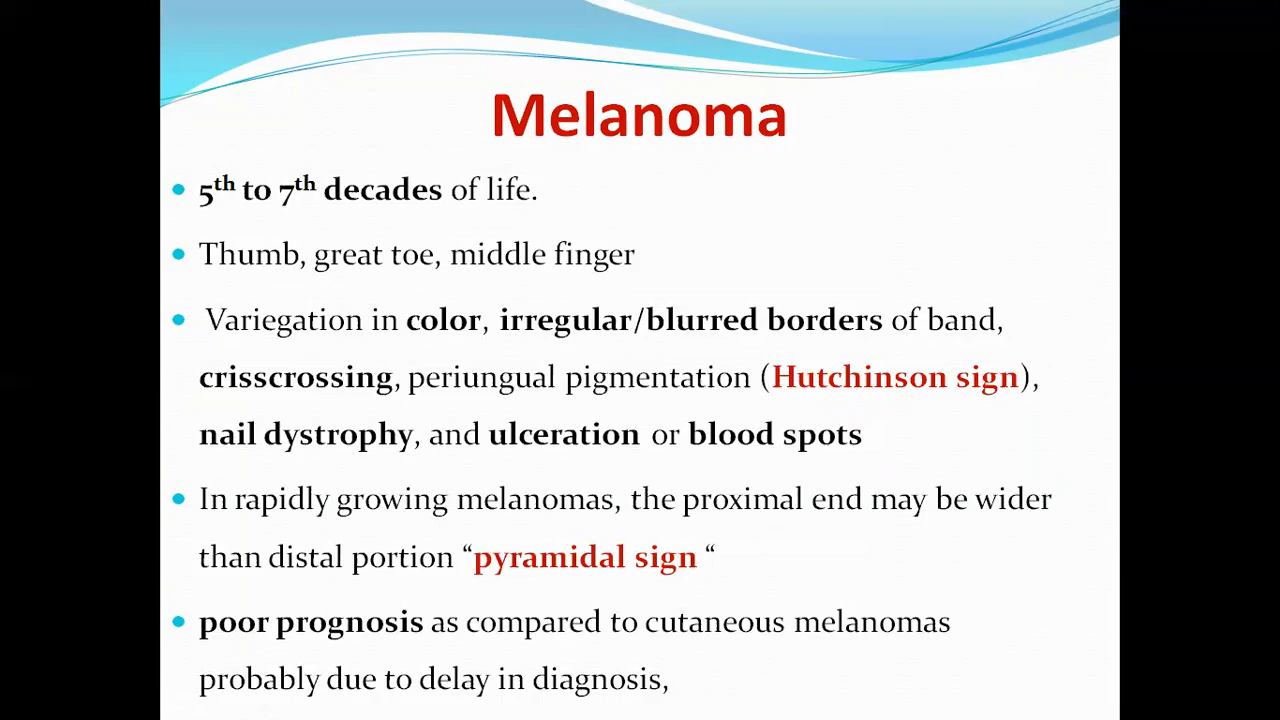 Melanoma
• 5th to 7th decades of life.
• Thumb, great toe, middle finger
• Variegation in color, irregular/blurred borders of band,
crisscrossing, periungual pigmentation (Hutchinson sign),
nail dystrophy, and ulceration or blood spots
• In rapidly growing melanomas, the proximal end may be wider
than distal portion “pyramidal sign “
• poor prognosis as compared to cutaneous melanomas
probably due to delay in diagnosis,